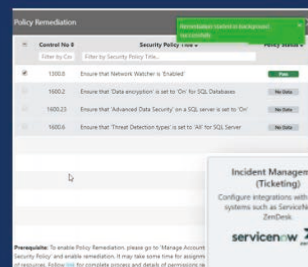 Policy Remediation
Remediation started in background successfully.
Control No
Security Policy Title
Policy Status
Filter by Security Policy Title...
1300.8 Ensure that Network Watcher is 'Enabled' Pass
1600.2 Ensure that 'Data encryption' is set to 'On' for SQL Databases No Data
1600.23 Ensure that 'Advanced Data Security' on a SQL server is set to 'On' No Data
1600.6 Ensure that 'Threat Detection types' is set to 'All' for SQL Server No Data
Incident Managem
(Ticketing)
Configure integrations with
systems such as ServiceN
ZenDesk.
servicenow
Prerequisite: To enable Policy Remediation, please go to 'Manage Account
Security Policy' and enable remediation. It may take some time for assignm
of resources. Follow link for complete process and details of permissions re